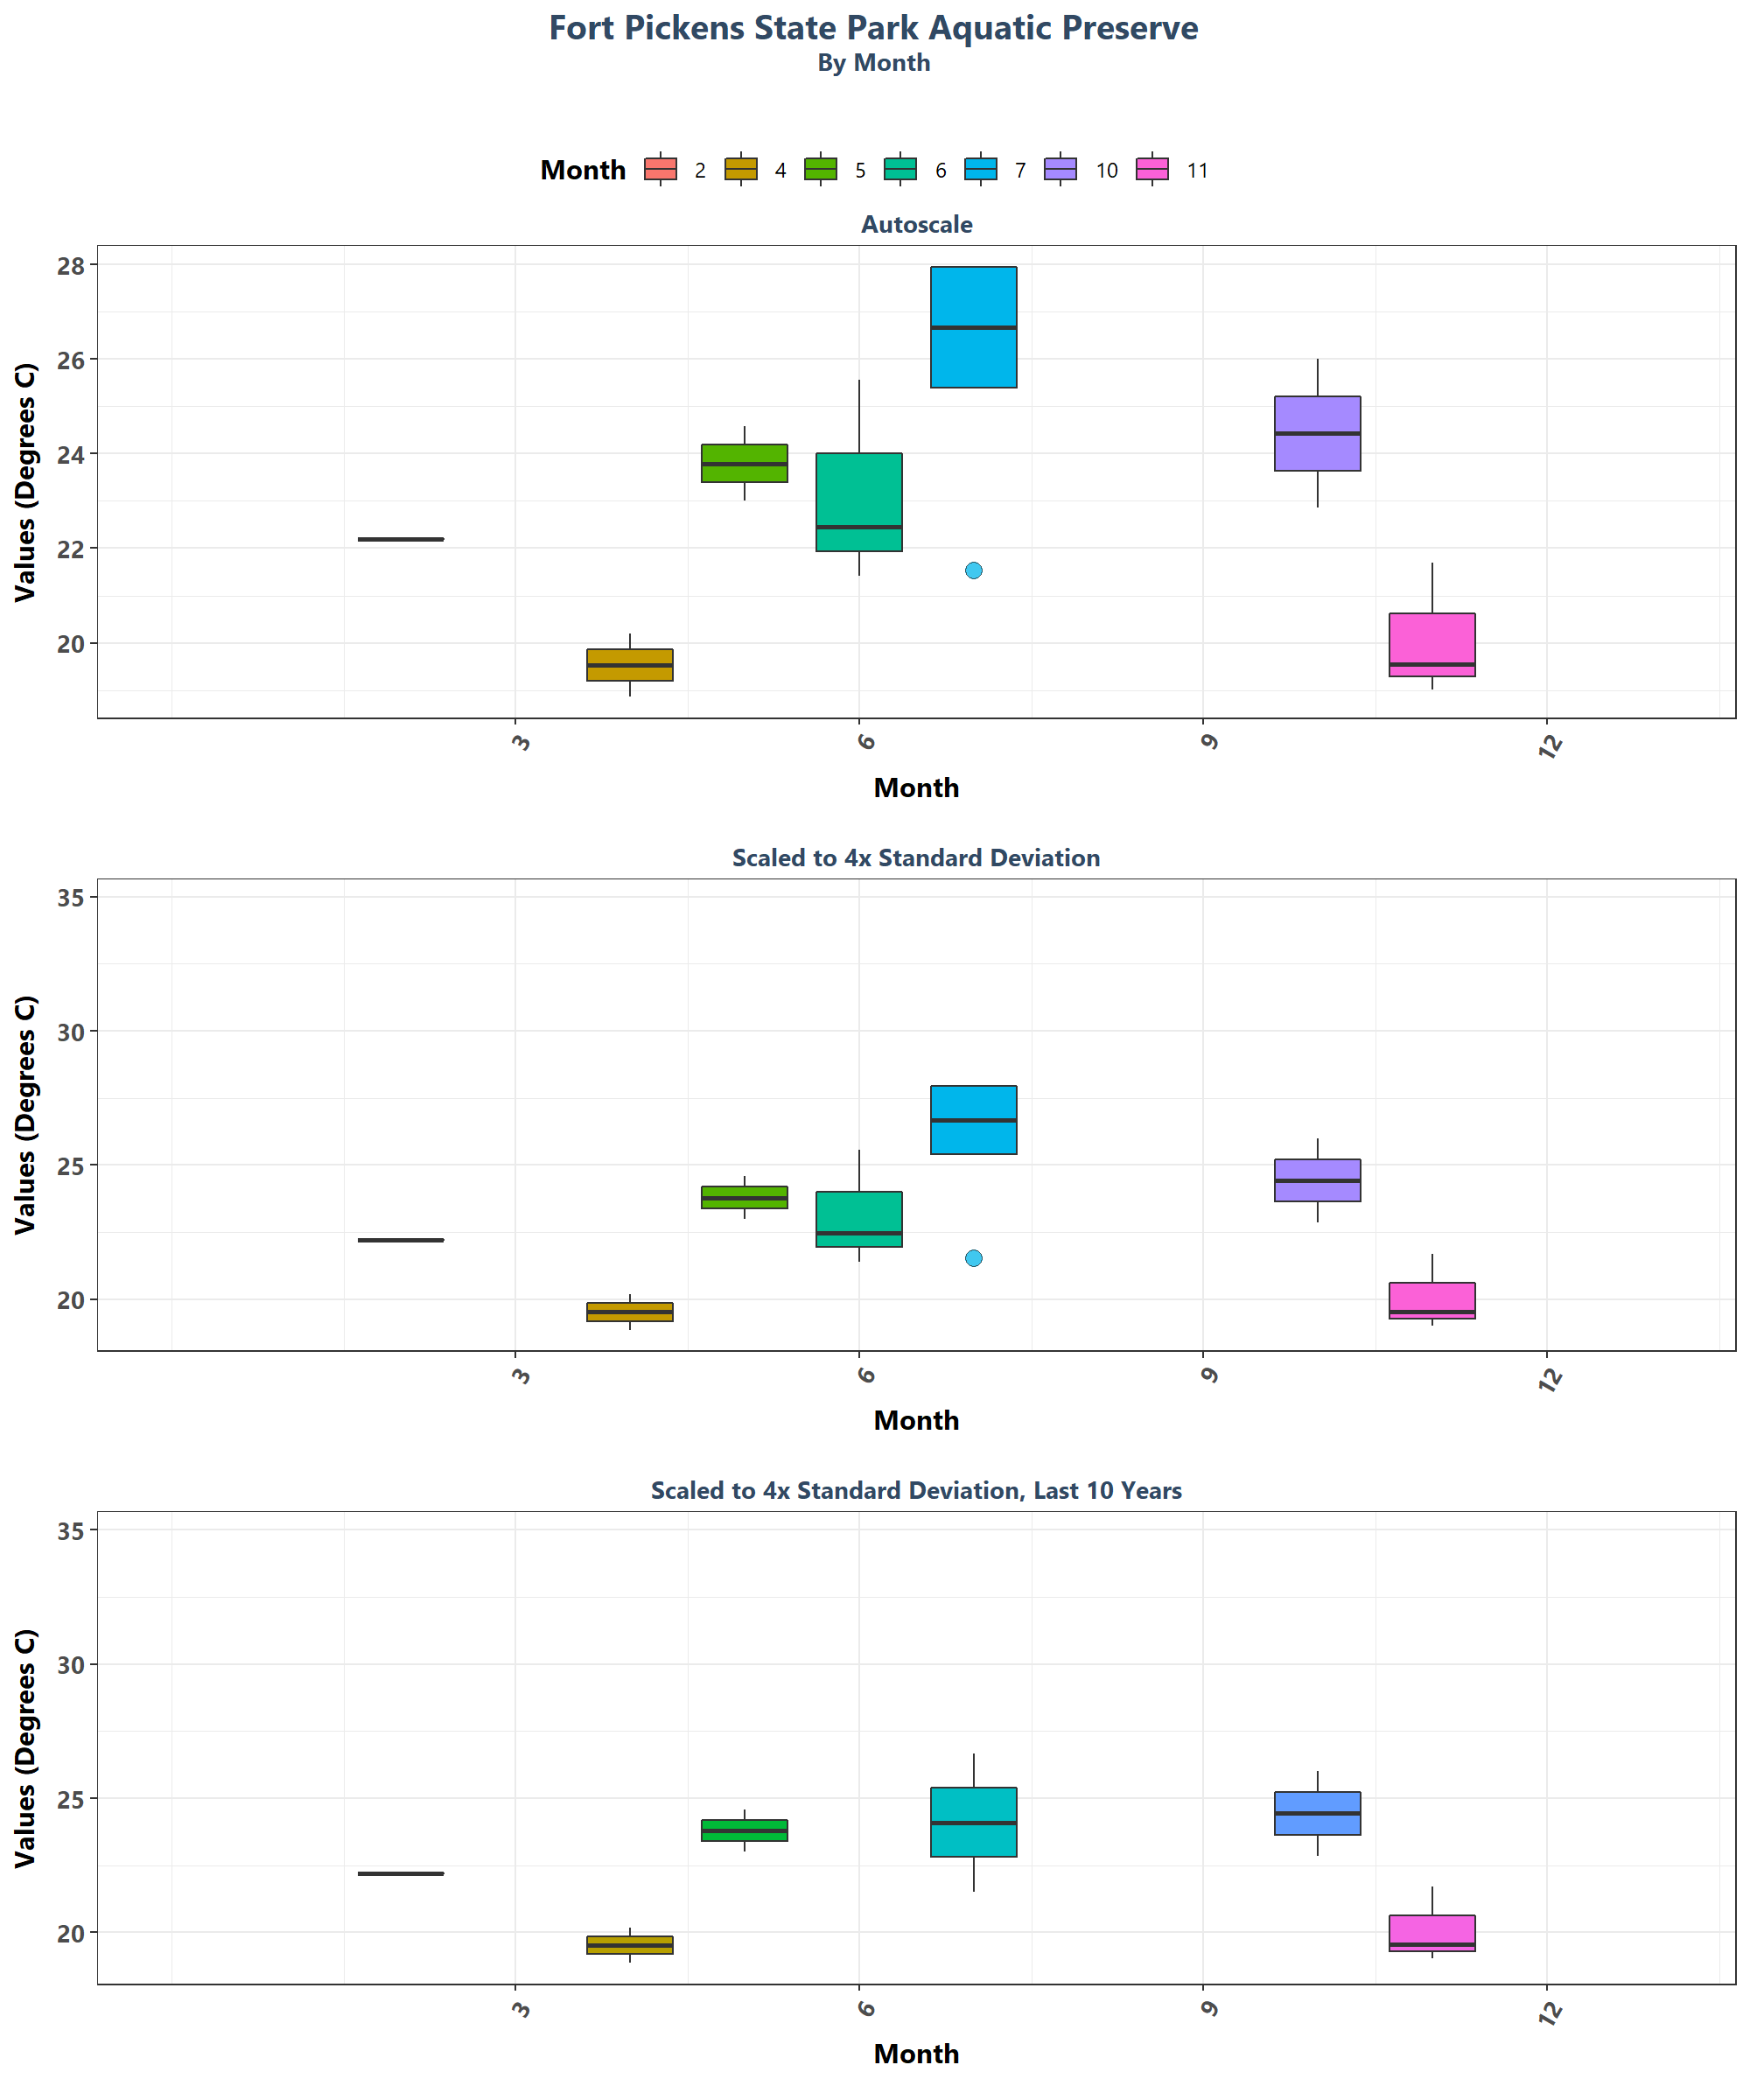 Fort Pickens State Park Aquatic Preserve
By Month
Month 2 4 5 6 7 10 11
Autoscale
Values (Degrees C)
28
26
24
22
20
3 6 9 12
Month
Scaled to 4x Standard Deviation
Values (Degrees C)
35
30
25
20
3 6 9 12
Month
Scaled to 4x Standard Deviation, Last 10 Years
Values (Degrees C)
35
30
25
20
3 6 9 12
Month